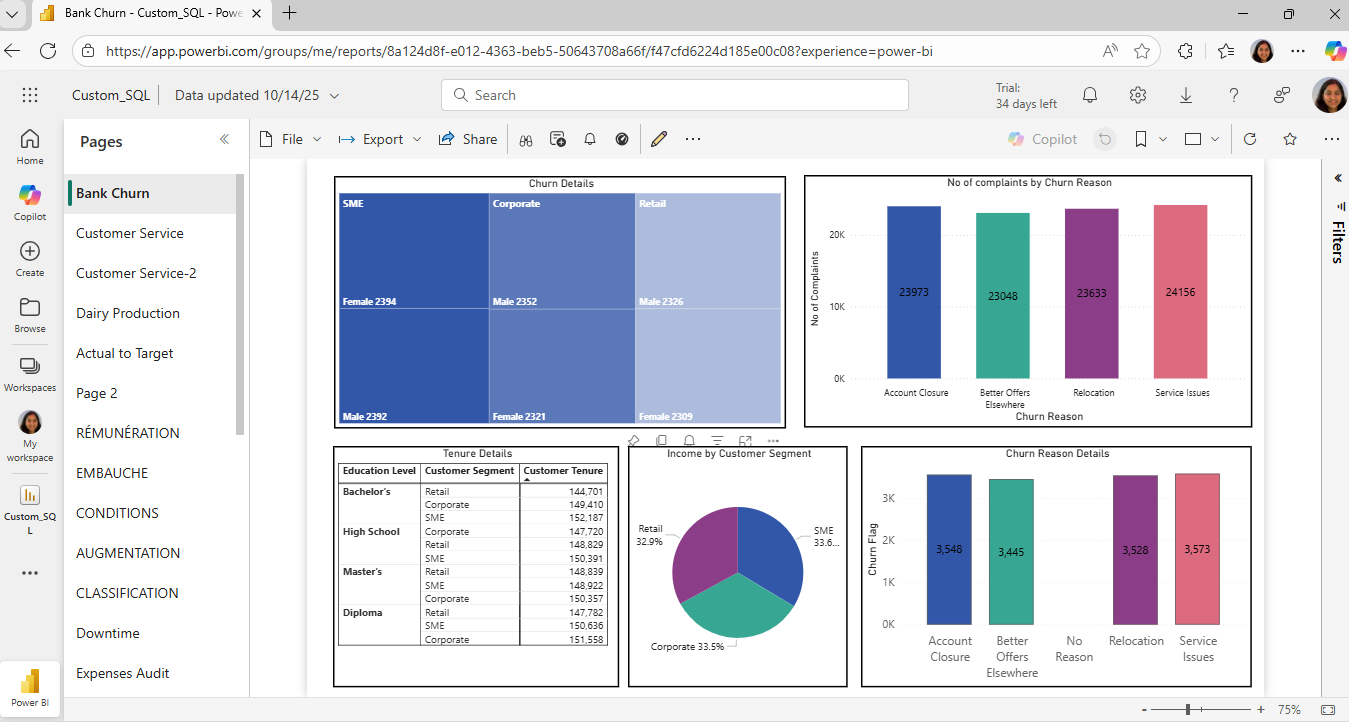 Bank Churn - Custom_SQL - Powe
https://app.powerbi.com/groups/me/reports/8a124d8f-e012-4363-beb5-50643708a66f/f47cfd6224d185e00c08?experience=power-bi
Custom_SQL
Data updated 10/14/25
Search
Trial:
34 days left
Home
Copilot
Create
Browse
Workspaces
My
workspace
Custom_SQ
L
Power BI
Pages
Bank Churn
Customer Service
Customer Service-2
Dairy Production
Actual to Target
Page 2
RÉMUNÉRATION
EMBAUCHE
CONDITIONS
AUGMENTATION
CLASSIFICATION
Downtime
Expenses Audit
File
Export
Share
Copilot
Churn Details
SME
Corporate
Retail
Female 2394
Male 2352
Male 2326
Male 2392
Female 2321
Female 2309
No of complaints by Churn Reason
No of Complaints
20K
10K
0K
23973
23048
23633
24156
Account Closure
Better Offers
Elsewhere
Relocation
Service Issues
Churn Reason
Tenure Details
Education Level Customer Segment Customer Tenure
Bachelor's Retail 144,701
Corporate 149,410
SME 152,187
High School Corporate 147,720
Retail 148,829
SME 150,391
Master's Retail 148,839
SME 148,922
Corporate 150,357
Diploma Retail 147,782
SME 150,636
Corporate 151,558
Income by Customer Segment
Retail
32.9%
SME
33.6...
Corporate 33.5%
Churn Reason Details
Churn Flag
3K
2K
1K
0K
3,548
3,445
3,528
3,573
Account
Closure
Better
Offers
Elsewhere
No
Reason
Relocation
Service
Issues
Filters
- + 75%